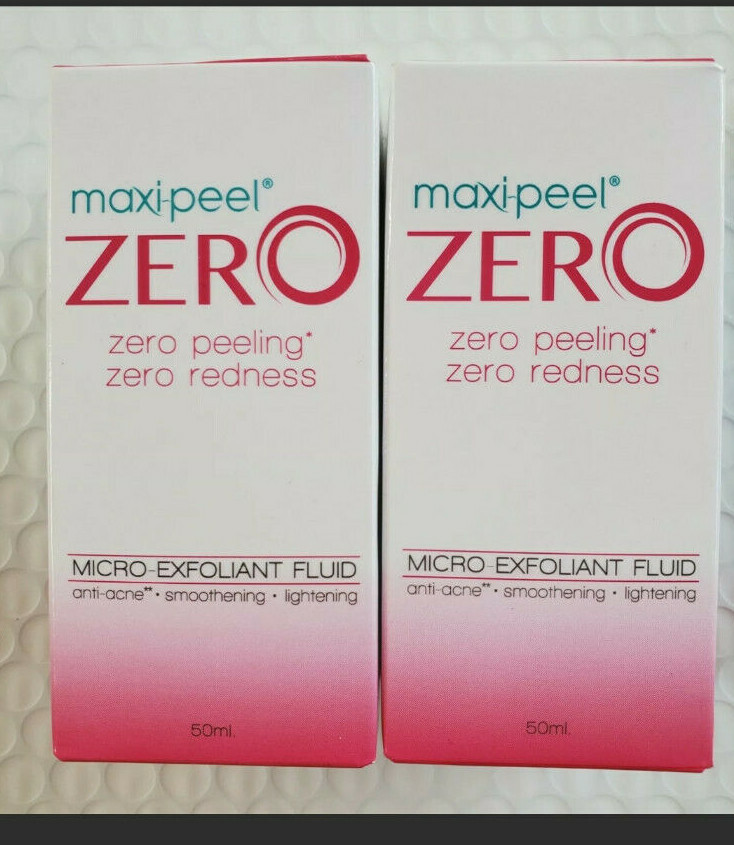 maxi-peel®
ZERO
zero peeling*
zero redness
MICRO-EXFOLIANT FLUID
anti-acne** • smoothening • lightening
50ml.
maxi-peel®
ZERO
zero peeling*
zero redness
MICRO-EXFOLIANT FLUID
anti-acne** • smoothening • lightening
50ml.